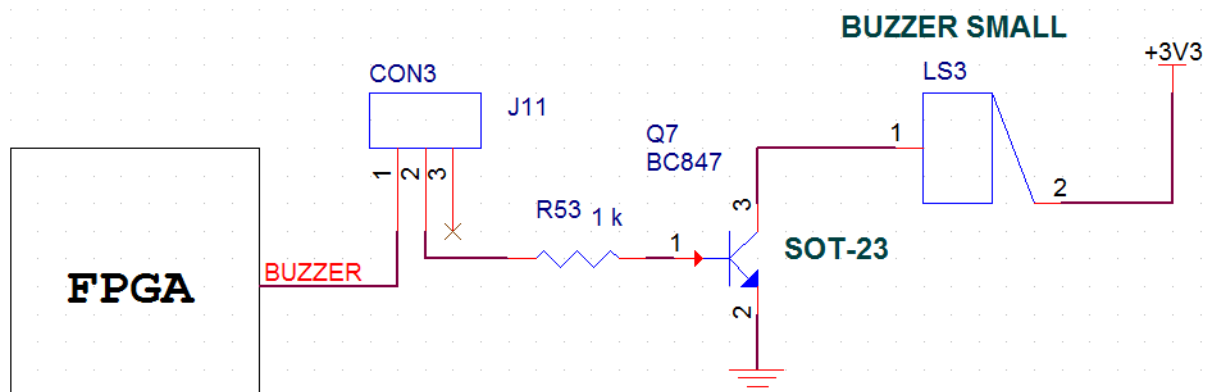 BUZZER SMALL
+3V3
CON3
LS3
J11
Q7
BC847
1
1
2
3
2
3
R53 1 k
1
SOT-23
BUZZER
FPGA
2